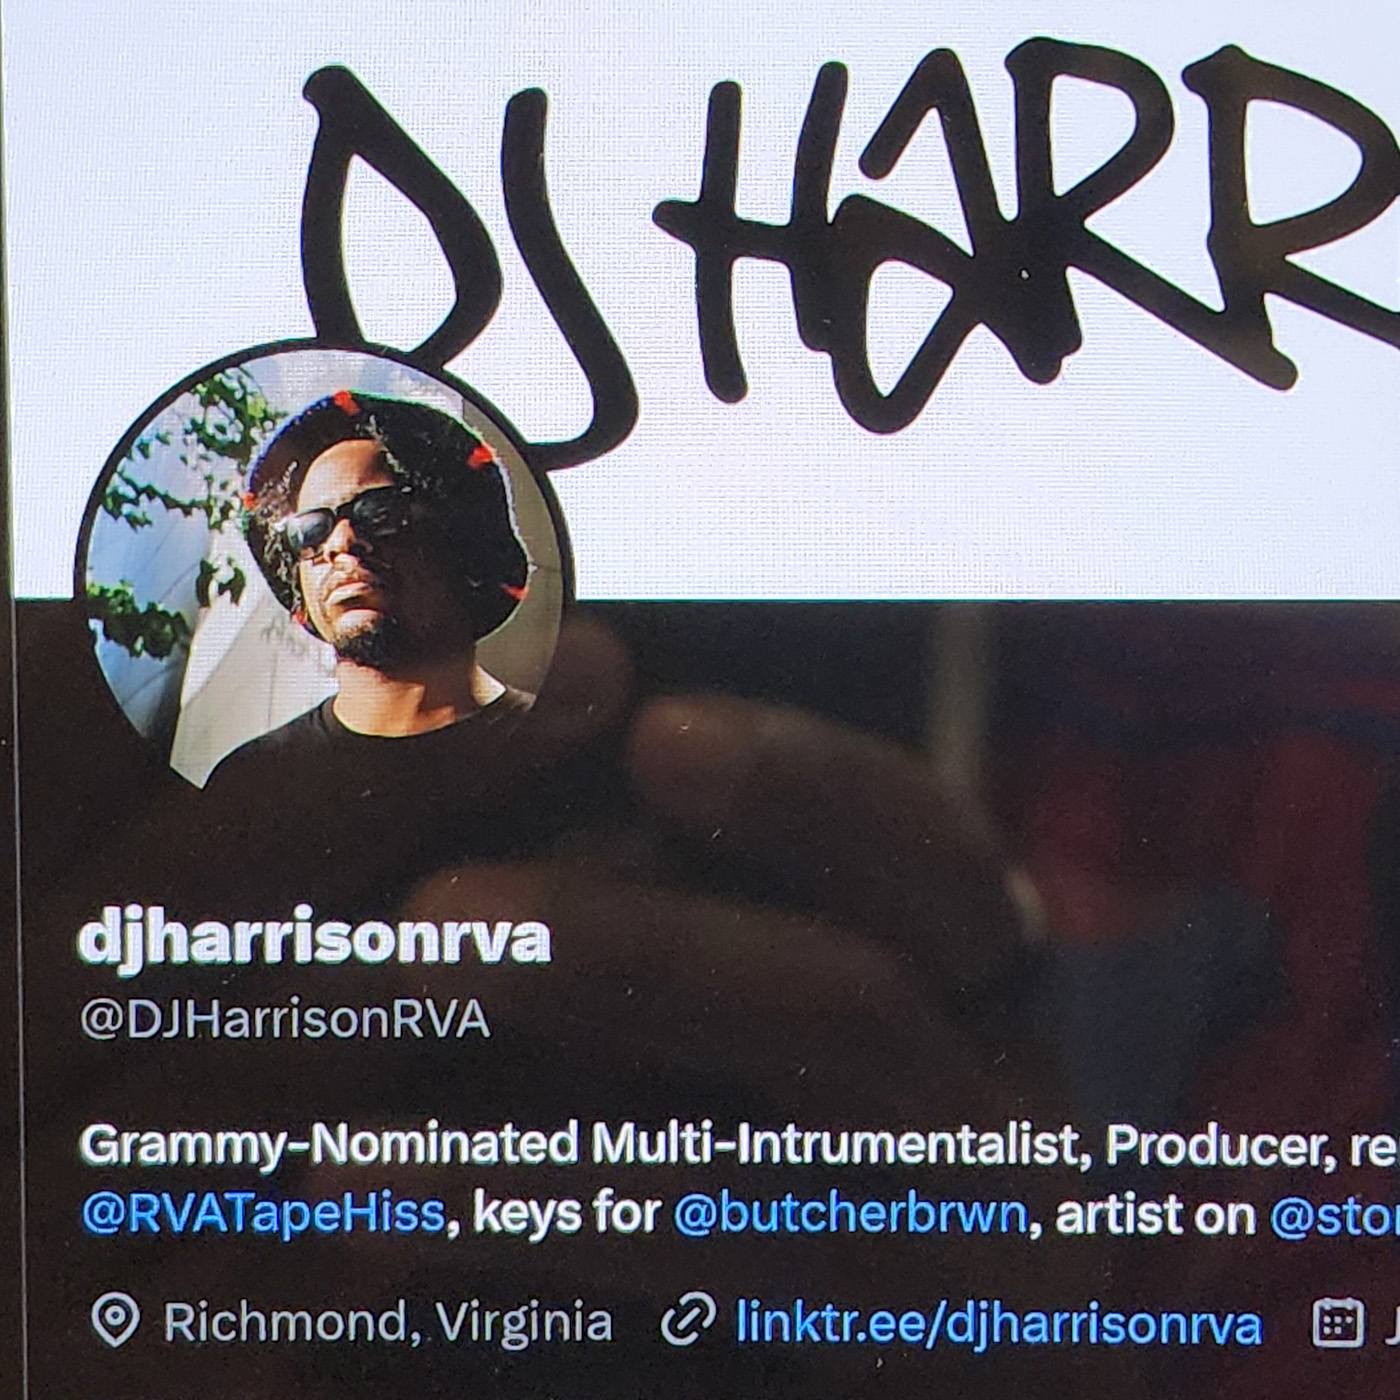 DJ HARR
djharrisonrva
@DJHarrisonRVA
Grammy-Nominated Multi-Intrumentalist, Producer, re
@RVATapeHiss, keys for @butcherbrwn, artist on @sto
Richmond, Virginia linktr.ee/djharrisonrva J